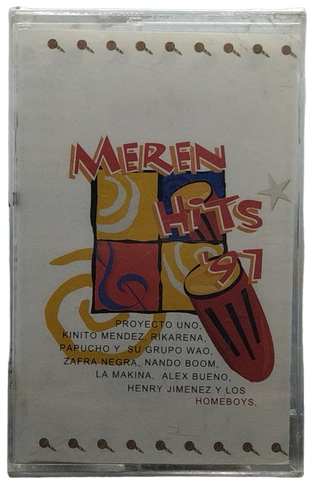 MEREN
HITS
'97
PROYECTO UNO,
KINITO MENDEZ, RIKARENA,
PAPUCHO Y SU GRUPO WAO,
ZAFRA NEGRA, NANDO BOOM,
LA MAKINA, ALEX BUENO,
HENRY JIMENEZ Y LOS
HOMEBOYS,